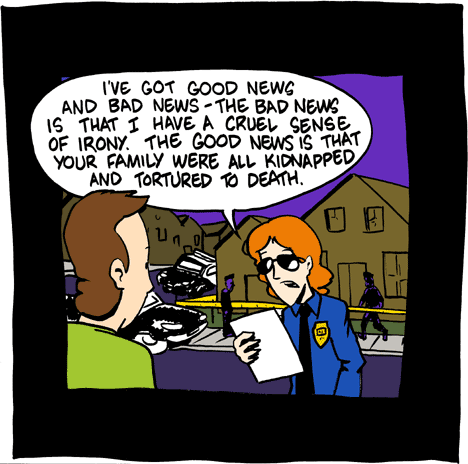 I'VE GOT GOOD NEWS
AND BAD NEWS - THE BAD NEWS
IS THAT I HAVE A CRUEL SENSE
OF IRONY. THE GOOD NEWS IS THAT
YOUR FAMILY WERE ALL KIDNAPPED
AND TORTURED TO DEATH.